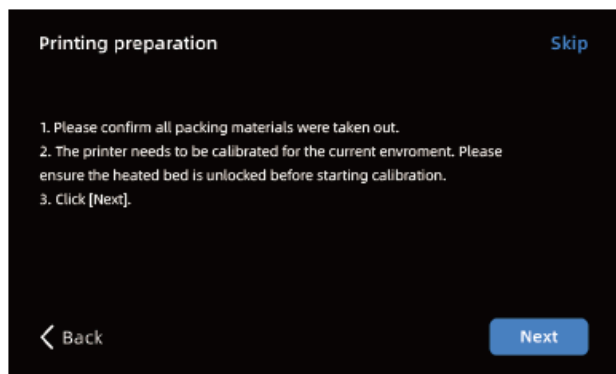 Printing preparation
Skip
1. Please confirm all packing materials were taken out.
2. The printer needs to be calibrated for the current enviroment. Please
ensure the heated bed is unlocked before starting calibration.
3. Click [Next].
Back
Next